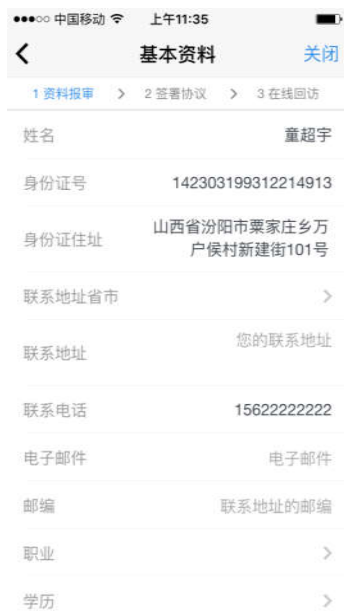 中国移动 上午11:35
基本资料 关闭
1 资料报审 > 2 签署协议 > 3 在线回访
姓名 童超宇
身份证号 142303199312214913
身份证住址 山西省汾阳市栗家庄乡万
户侯村新建街101号
联系地址省市
联系地址 您的联系地址
联系电话 15622222222
电子邮件 电子邮件
邮编 联系地址的邮编
职业
学历